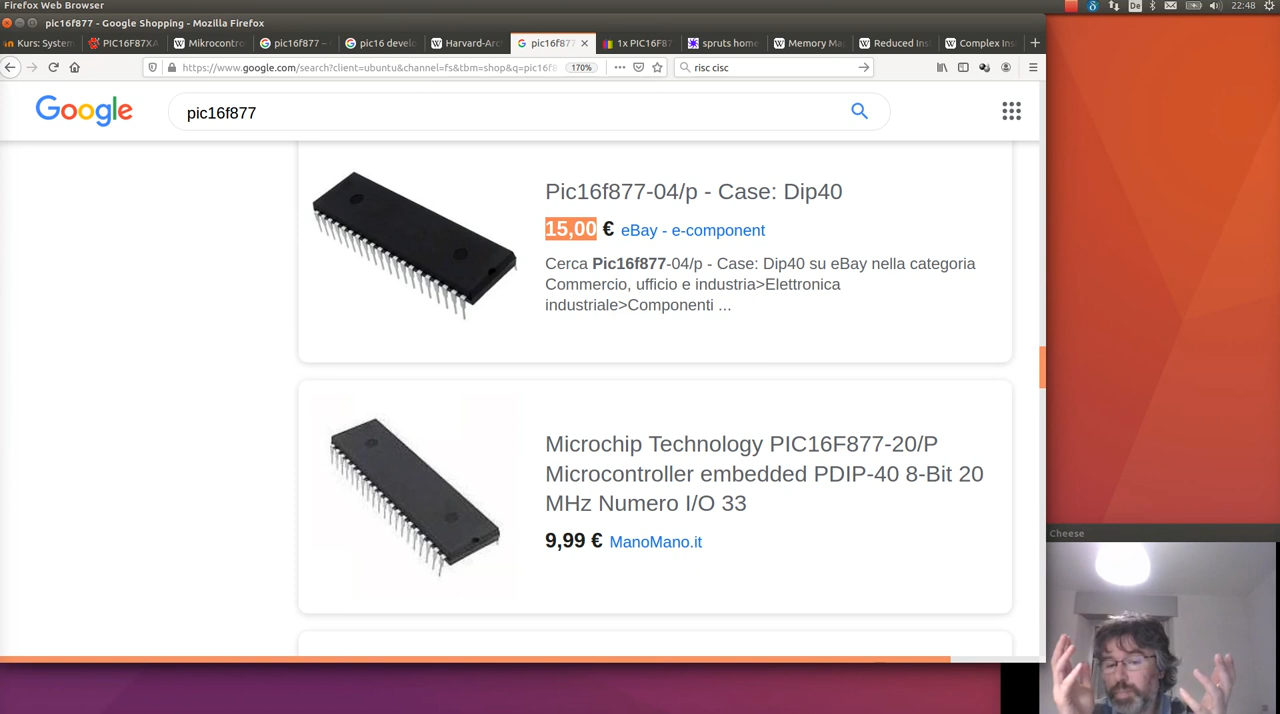 Firefox Web Browser
De
22:48
pic16f877 - Google Shopping - Mozilla Firefox
Kurs: System
PIC16F87XA
Mikrocontro
pic16f877 –
pic16 develo
Harvard-Arc
pic16f877
1x PIC16F87
spruts home
Memory Ma
Reduced Ins
Complex Ins
https://www.google.com/search?client=ubuntu&channel=fs&tbm=shop&q=pic16f8
170%
risc cisc
Google
pic16f877
Pic16f877-04/p - Case: Dip40
15,00 € eBay - e-component
Cerca Pic16f877-04/p - Case: Dip40 su eBay nella categoria
Commercio, ufficio e industria>Elettronica
industriale>Componenti ...
Microchip Technology PIC16F877-20/P
Microcontroller embedded PDIP-40 8-Bit 20
MHz Numero I/O 33
9,99 € ManoMano.it
Cheese